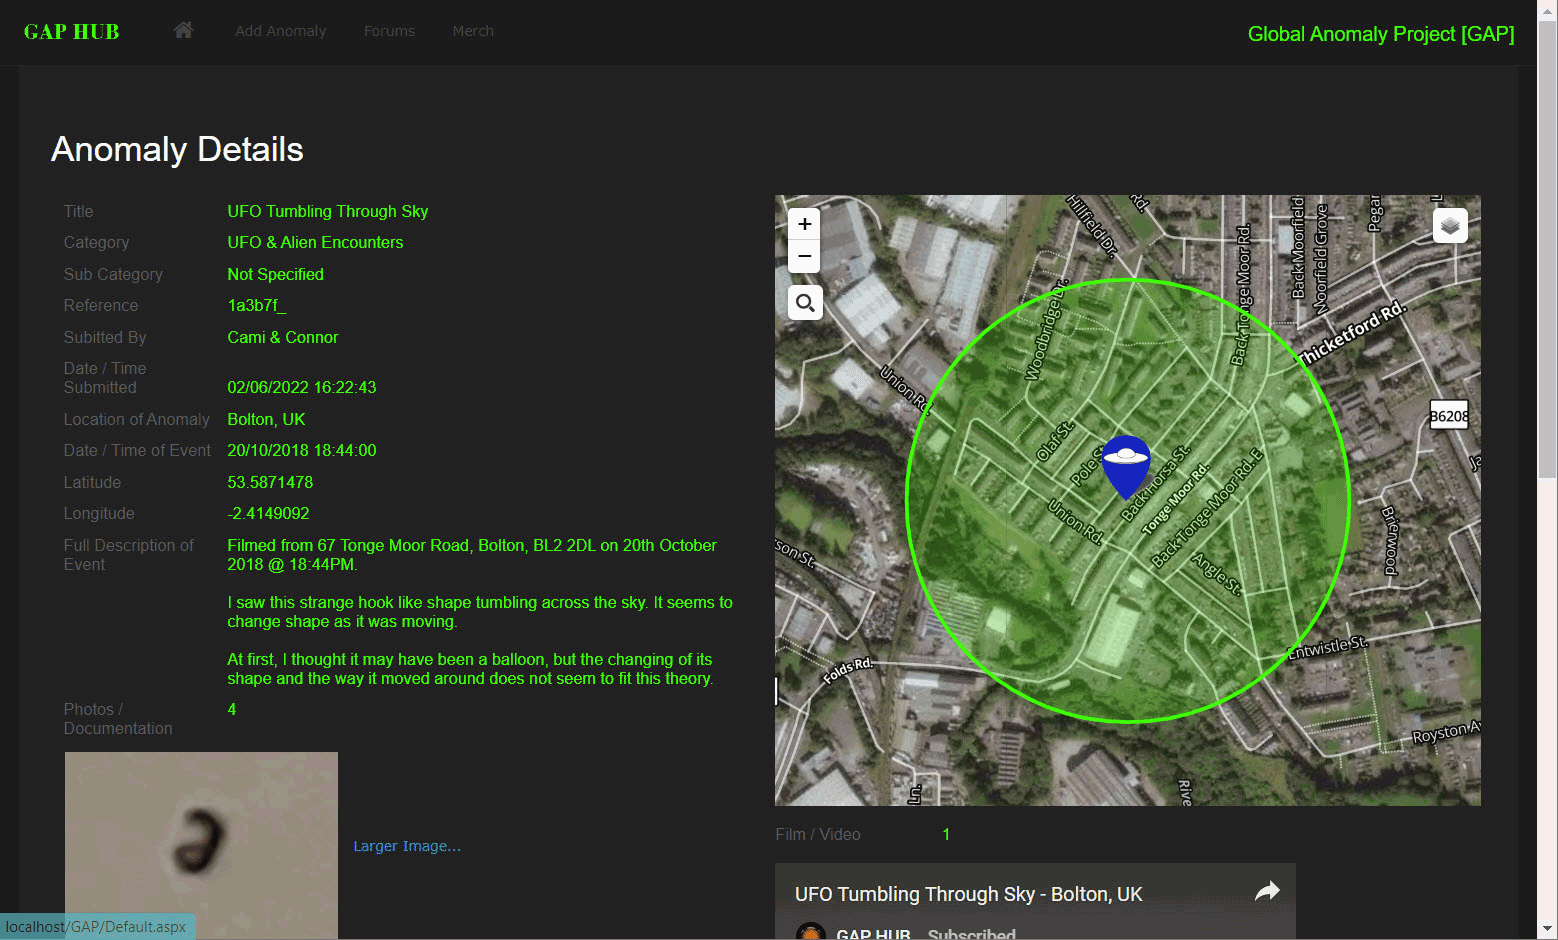 GAP HUB
Add Anomaly
Forums
Merch
Global Anomaly Project [GAP]
Anomaly Details
Title
UFO Tumbling Through Sky
Category
UFO & Alien Encounters
Sub Category
Not Specified
Reference
1a3b7f_
Subitted By
Cami & Connor
Date / Time
Submitted
02/06/2022 16:22:43
Location of Anomaly
Bolton, UK
Date / Time of Event
20/10/2018 18:44:00
Latitude
53.5871478
Longitude
-2.4149092
Full Description of
Event
Filmed from 67 Tonge Moor Road, Bolton, BL2 2DL on 20th October
2018 @ 18:44PM.
I saw this strange hook like shape tumbling across the sky. It seems to
change shape as it was moving.
At first, I thought it may have been a balloon, but the changing of its
shape and the way it moved around does not seem to fit this theory.
Photos /
Documentation
4
Larger Image...
localhost/GAP/Default.aspx
+
−
Hillfield Dr.
Rd.
Back Tonge Moor Rd.
Back Moorfield
Moorfield Grove
Thicketford Rd.
Woodbridge Dr.
Union Rd.
B6208
Olaf St.
Pole St.
Back Horsa St.
Tonge Moor Rd.
Back Tonge Moor Rd. E
Union Rd.
Angle St.
Brierwood
Entwistle St.
Folds Rd.
Royston Av
Film / Video
1
UFO Tumbling Through Sky - Bolton, UK
GAP HUB
Subscribed